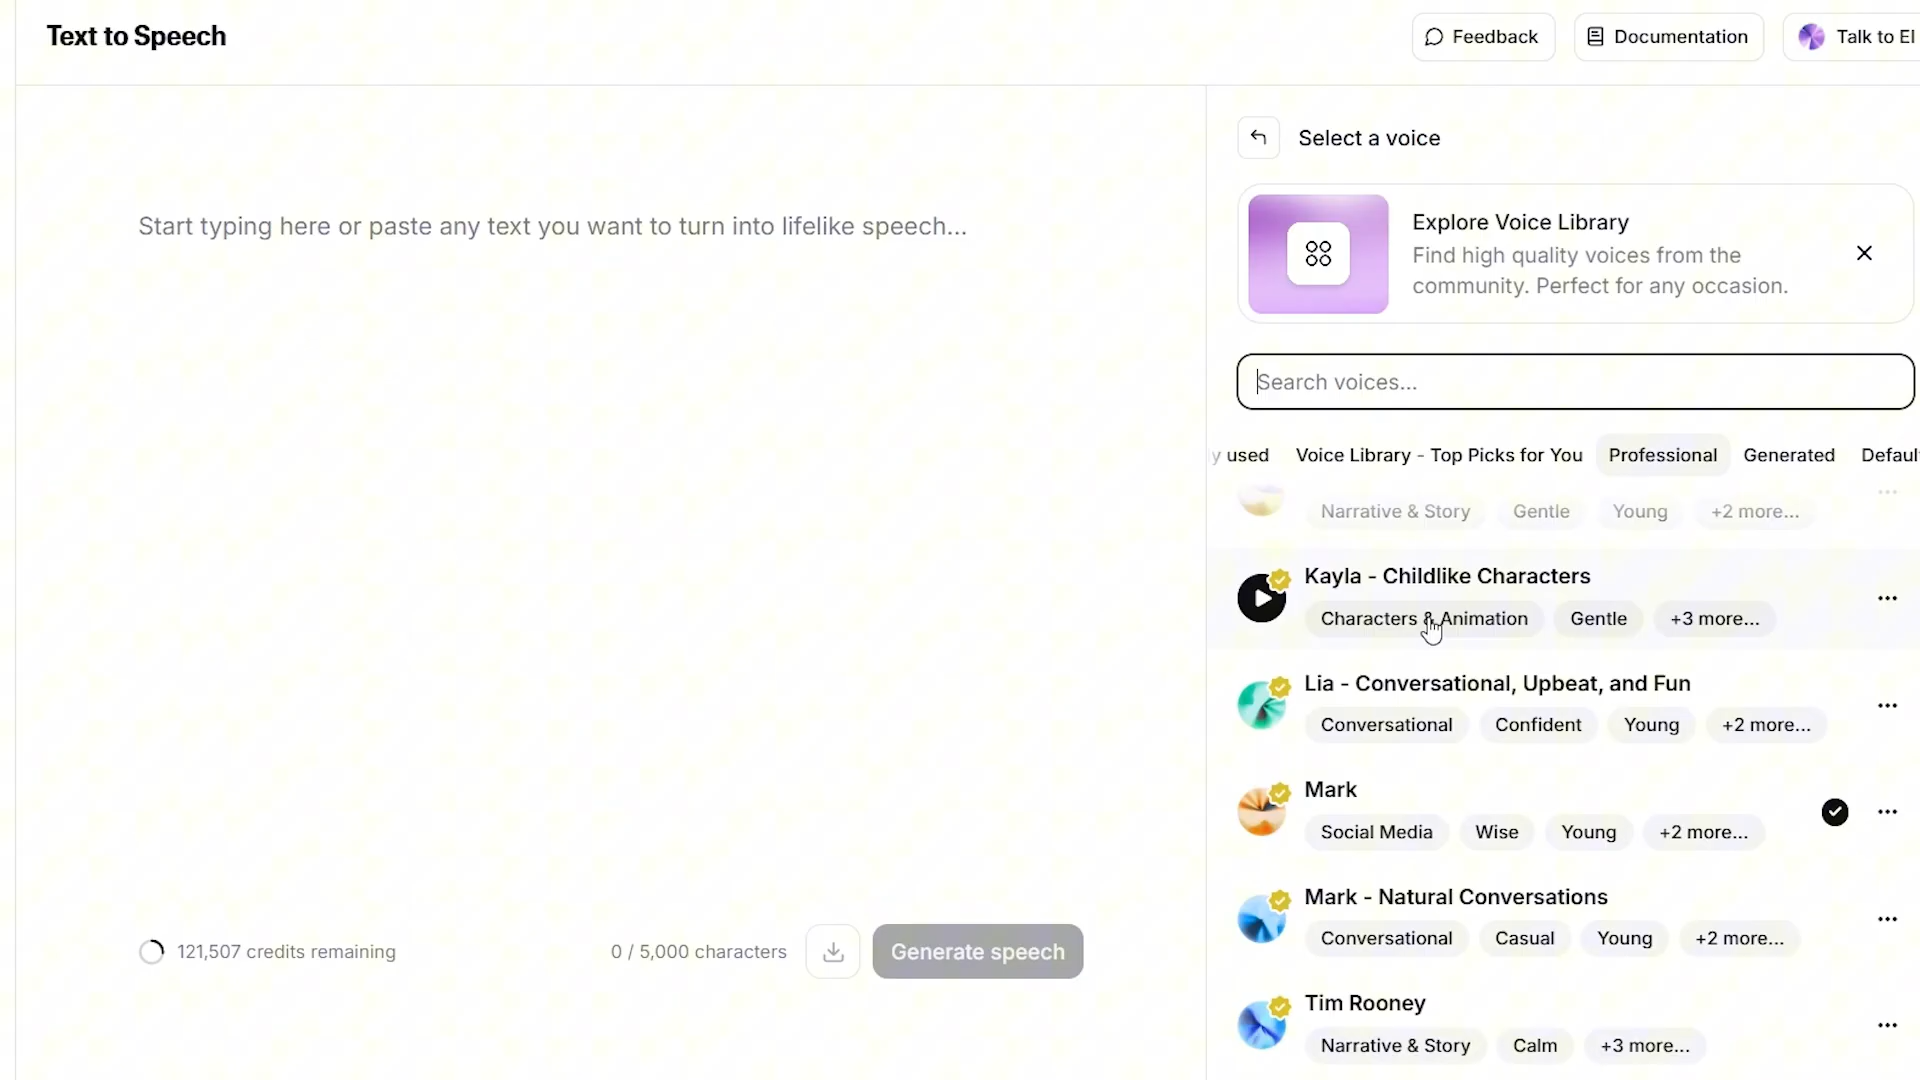 Text to Speech
Feedback
Documentation
Talk to El
Select a voice
Explore Voice Library
Find high quality voices from the
community. Perfect for any occasion.
Start typing here or paste any text you want to turn into lifelike speech...
Search voices...
y used
Voice Library - Top Picks for You
Professional
Generated
Defaul
Narrative & Story
Gentle
Young
+2 more...
Kayla - Childlike Characters
Characters & Animation
Gentle
+3 more...
Lia - Conversational, Upbeat, and Fun
Conversational
Confident
Young
+2 more...
Mark
Social Media
Wise
Young
+2 more...
Mark - Natural Conversations
Conversational
Casual
Young
+2 more...
Tim Rooney
Narrative & Story
Calm
+3 more...
121,507 credits remaining
0 / 5,000 characters
Generate speech